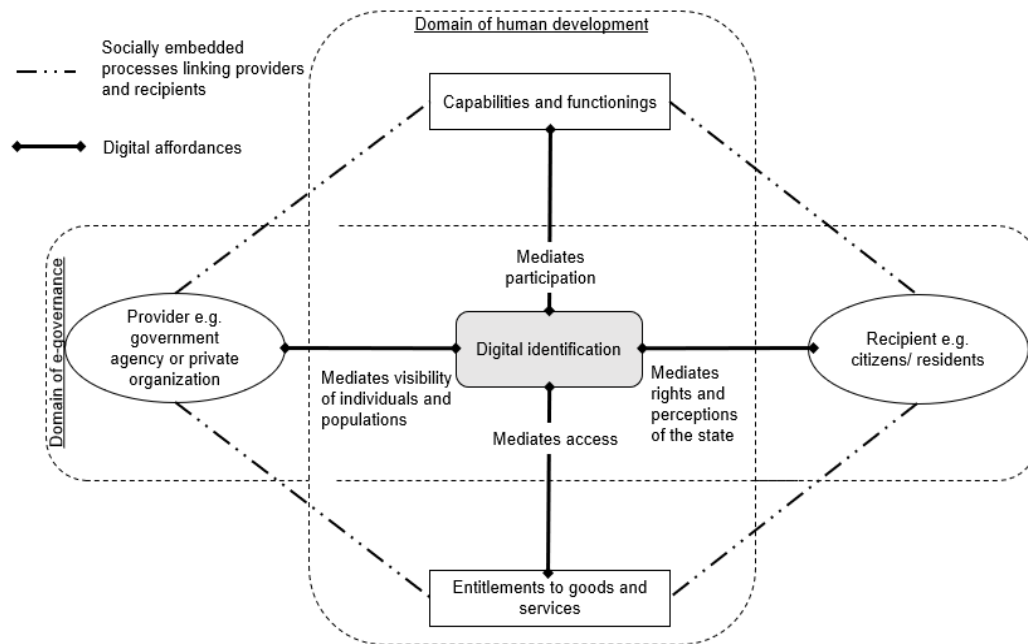 Domain of human development
Socially embedded
processes linking providers
and recipients
Capabilities and functionings
Digital affordances
Mediates
participation
Domain of e-governance
Provider e.g.
government
agency or private
organization
Digital identification
Recipient e.g.
citizens/ residents
Mediates visibility
of individuals and
populations
Mediates
rights and
perceptions
of the state
Mediates access
Entitlements to goods and
services